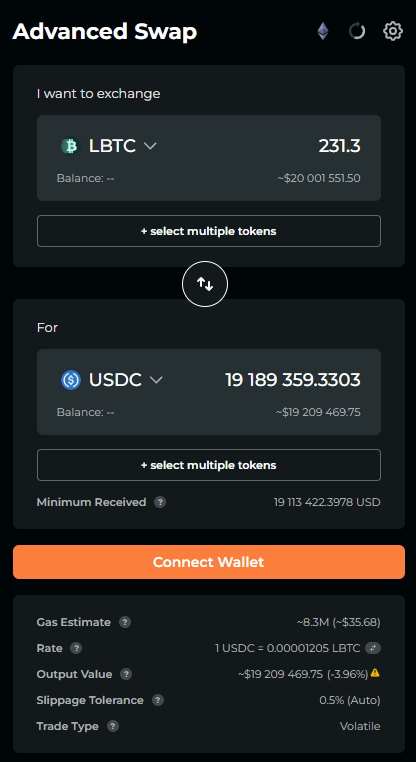 Advanced Swap
I want to exchange
LBTC 231.3
Balance: -- ~$20 001 551.50
+ select multiple tokens
For
USDC 19 189 359.3303
Balance: -- ~$19 209 469.75
+ select multiple tokens
Minimum Received ? 19 113 422.3978 USD
Connect Wallet
Gas Estimate ? ~8.3M (~$35.68)
Rate ? 1 USDC = 0.00001205 LBTC
Output Value ? ~$19 209 469.75 (-3.96%)
Slippage Tolerance ? 0.5% (Auto)
Trade Type ? Volatile